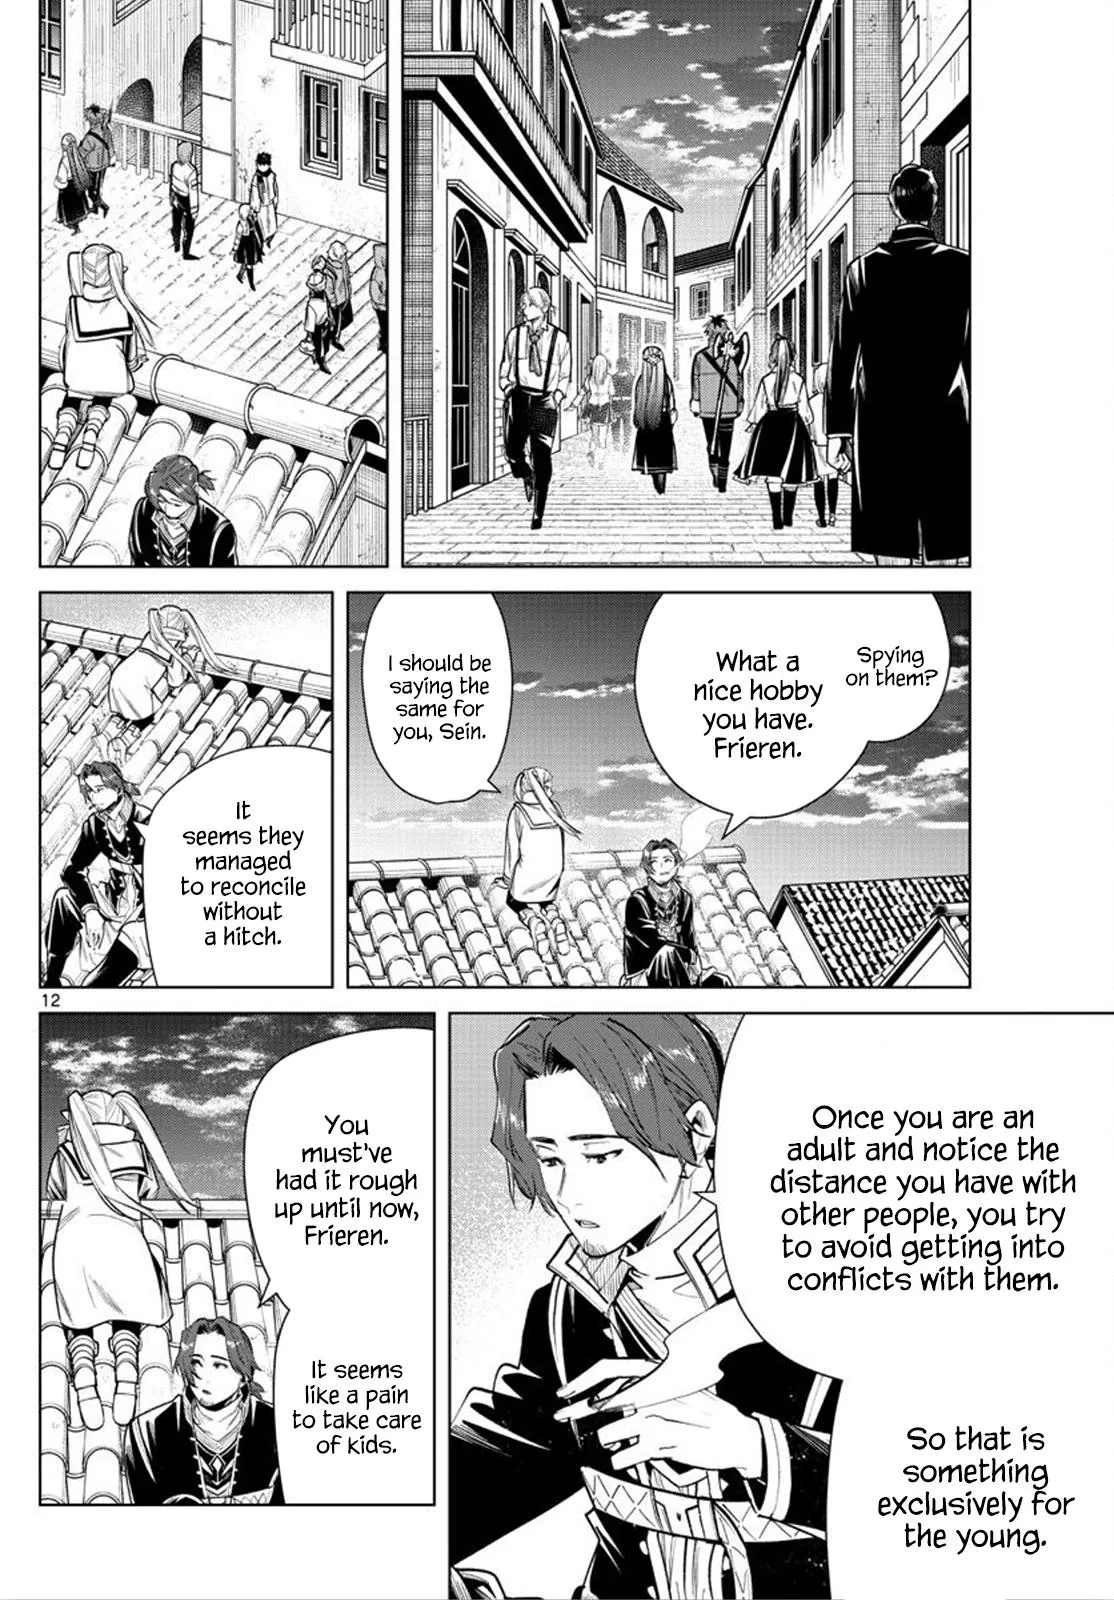 Spying
on them?
What a
nice hobby
you have.
Frieren.
I should be
saying the
same for
you, Sein.
It
seems they
managed
to reconcile
without
a hitch.
12
Once you are an
adult and notice the
distance you have with
other people, you try
to avoid getting into
conflicts with them.
So that is
something
exclusively for
the young.
You
must've
had it rough
up until now,
Frieren.
It seems
like a pain
to take care
of kids.